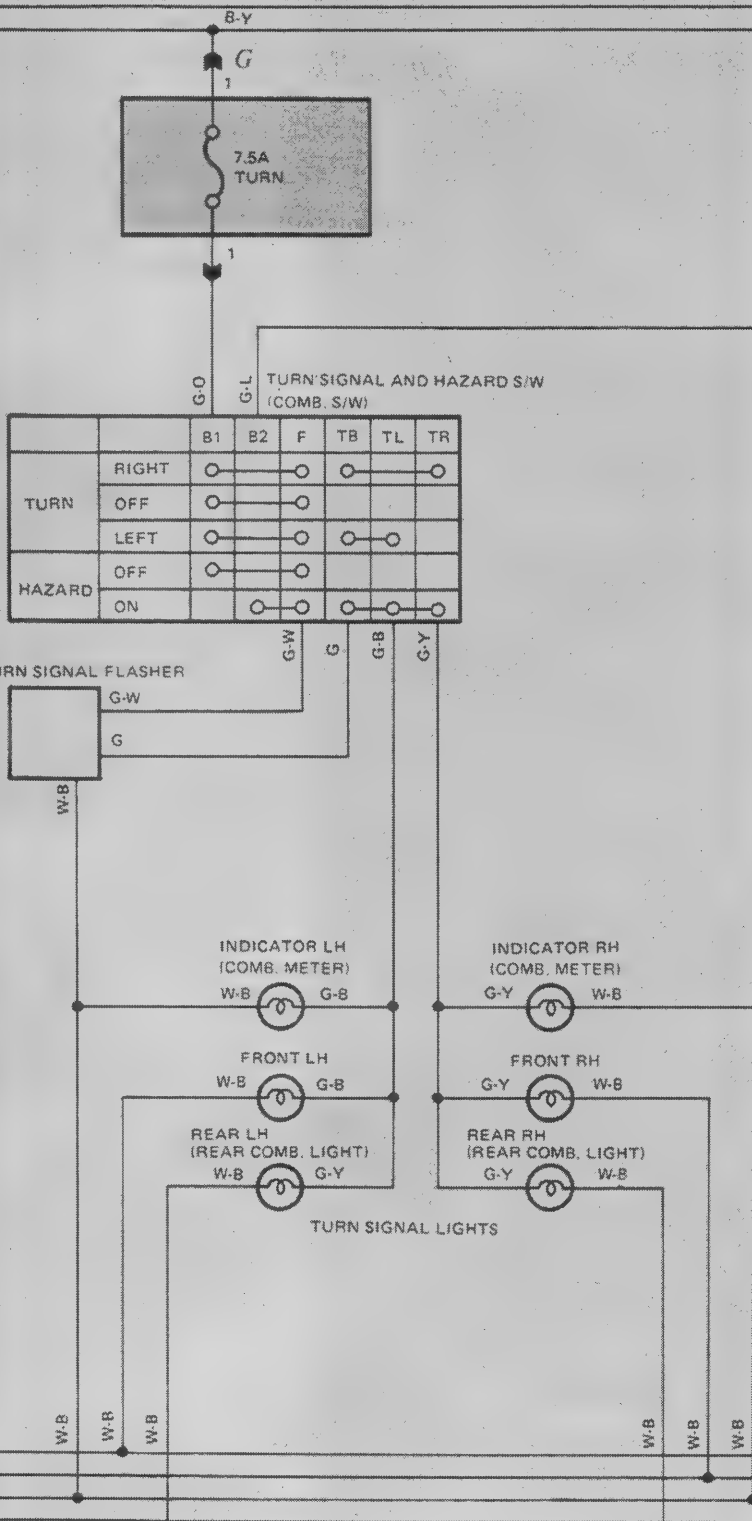 B-Y
G
1
7.5A
TURN
1
G-O
G-L
TURN SIGNAL AND HAZARD S/W
(COMB. S/W)
B1 B2 F TB TL TR
TURN
RIGHT
OFF
LEFT
HAZARD
OFF
ON
G-W
G
G-B
G-Y
RN SIGNAL FLASHER
G-W
G
W-B
INDICATOR LH
(COMB. METER)
W-B G-B
INDICATOR RH
(COMB. METER)
G-Y W-B
FRONT LH
W-B G-B
FRONT RH
G-Y W-B
REAR LH
(REAR COMB. LIGHT)
W-B G-Y
REAR RH
(REAR COMB. LIGHT)
G-Y W-B
TURN SIGNAL LIGHTS
W-B
W-B
W-B
W-B
W-B
W-B